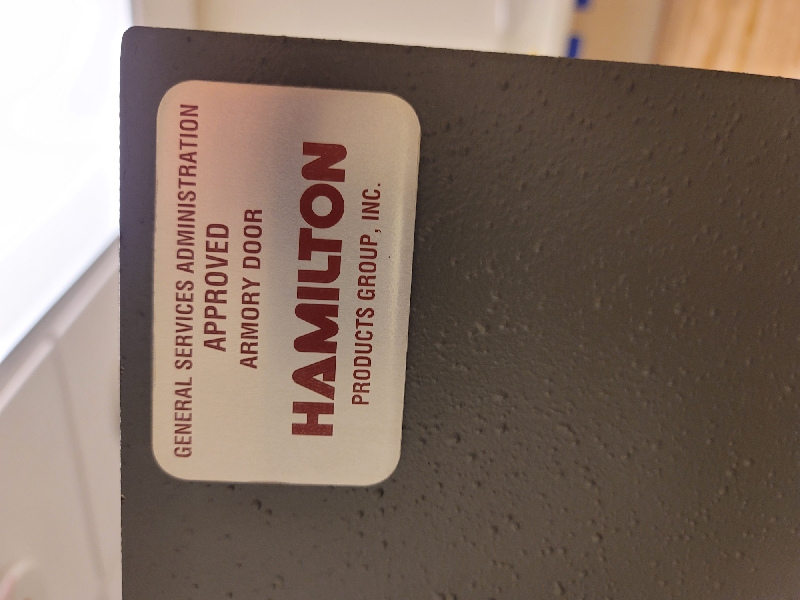 GENERAL SERVICES ADMINISTRATION
APPROVED
ARMORY DOOR
HAMILTON
PRODUCTS GROUP, INC.